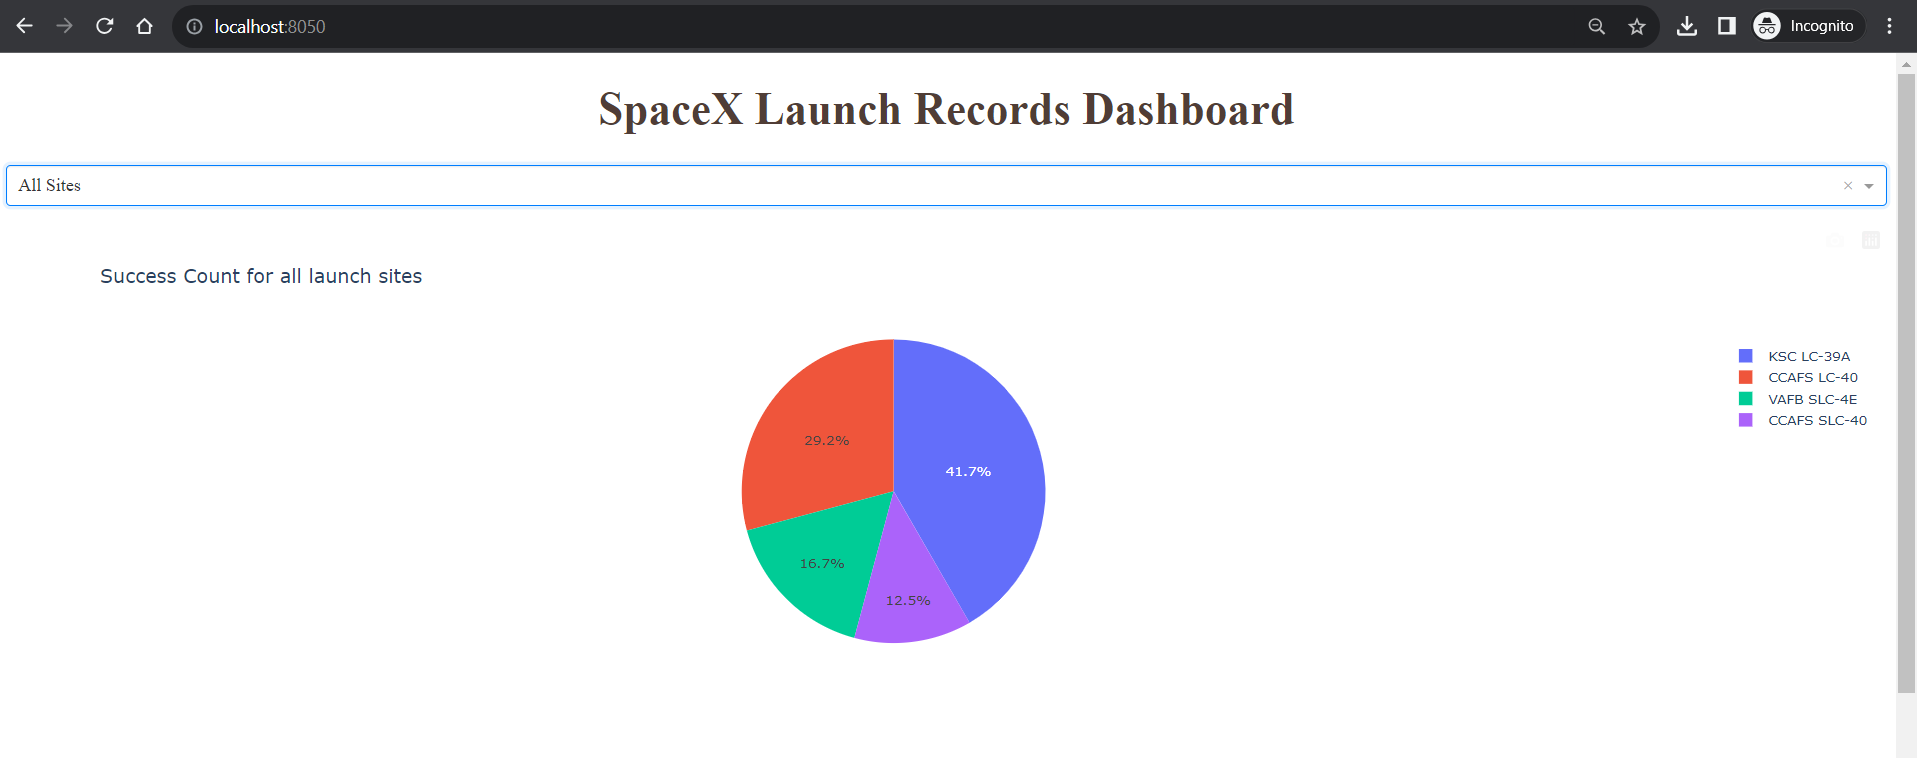 localhost:8050
Incognito
SpaceX Launch Records Dashboard
All Sites
Success Count for all launch sites
KSC LC-39A
CCAFS LC-40
VAFB SLC-4E
CCAFS SLC-40
29.2%
41.7%
16.7%
12.5%